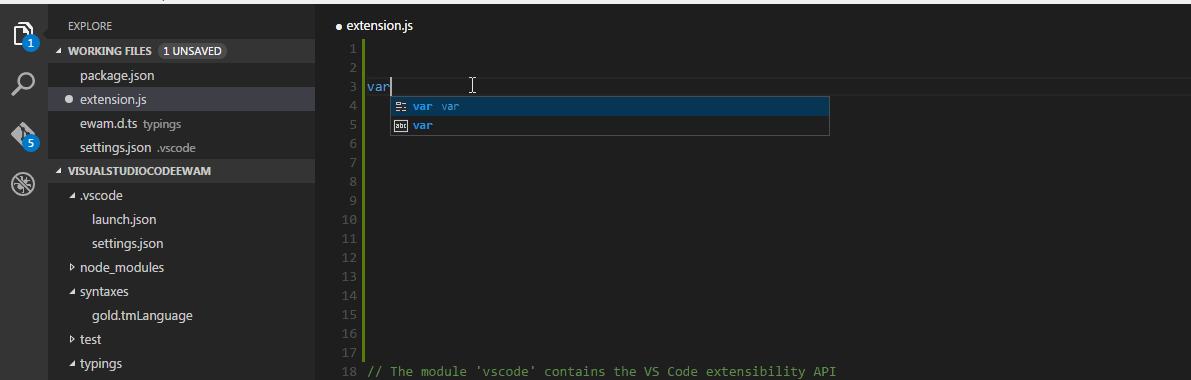 EXPLORE
WORKING FILES 1 UNSAVED
package.json
extension.js
ewam.d.ts typings
settings.json .vscode
VISUALSTUDIOCODEEWAM
.vscode
launch.json
settings.json
node_modules
syntaxes
gold.tmLanguage
test
typings
1
5
extension.js
1
2
3 var
var var
abc var
4
5
6
7
8
9
10
11
12
13
14
15
16
17
18 // The module 'vscode' contains the VS Code extensibility API